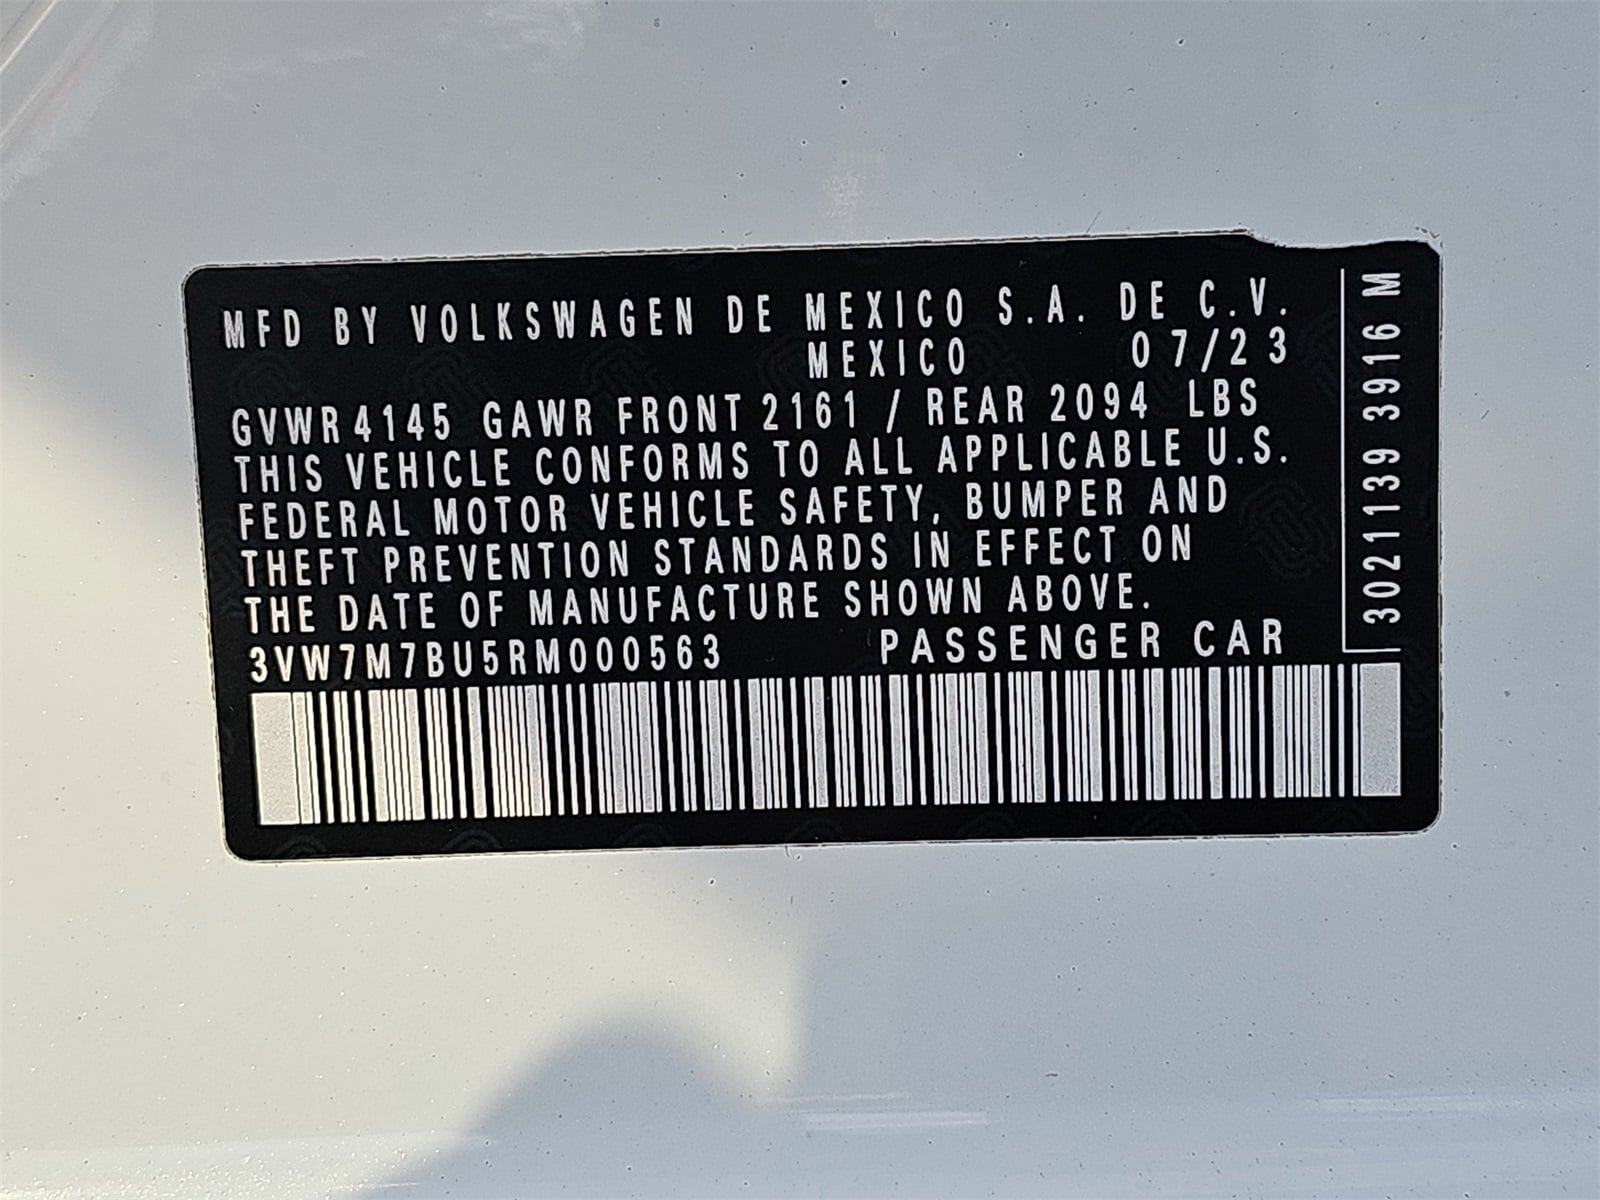 MFD BY VOLKSWAGEN DE MEXICO S.A. DE C.V.
MEXICO 07/23
GVWR 4145 GAWR FRONT 2161 / REAR 2094 LBS
THIS VEHICLE CONFORMS TO ALL APPLICABLE U.S.
FEDERAL MOTOR VEHICLE SAFETY, BUMPER AND
THEFT PREVENTION STANDARDS IN EFFECT ON
THE DATE OF MANUFACTURE SHOWN ABOVE.
3VW7M7BU5RM000563 PASSENGER CAR
3021139 3916 M